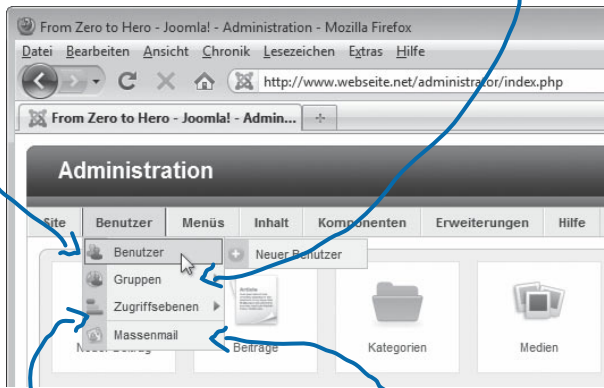 From Zero to Hero - Joomla! - Administration - Mozilla Firefox
Datei Bearbeiten Ansicht Chronik Lesezeichen Extras Hilfe
http://www.webseite.net/administrator/index.php
From Zero to Hero - Joomla! - Admin...
Administration
Site Benutzer Menüs Inhalt Komponenten Erweiterungen Hilfe
Benutzer
Neuer Benutzer
Gruppen
Zugriffsebenen
Massenmail
Neuer Beitrag Beiträge Kategorien Medien